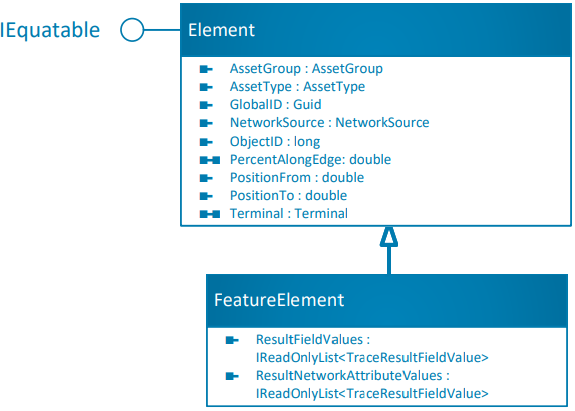 IEquatable
Element
AssetGroup : AssetGroup
AssetType : AssetType
GlobalID : Guid
NetworkSource : NetworkSource
ObjectID : long
PercentAlongEdge: double
PositionFrom : double
PositionTo : double
Terminal : Terminal
FeatureElement
ResultFieldValues :
IReadOnlyList<TraceResultFieldValue>
ResultNetworkAttributeValues :
IReadOnlyList<TraceResultFieldValue>